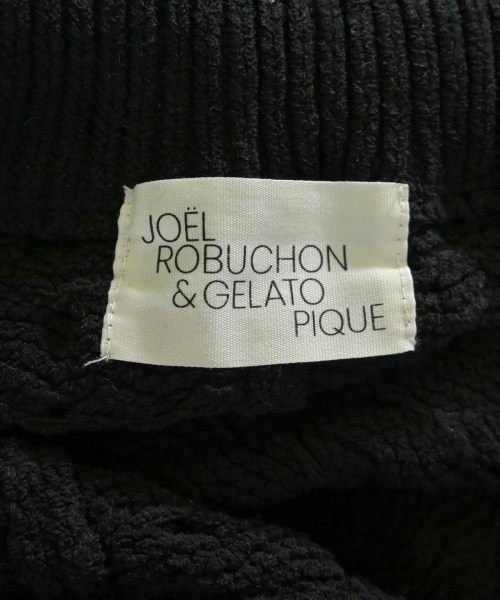 JOËL
ROBUCHON
& GELATO
PIQUE